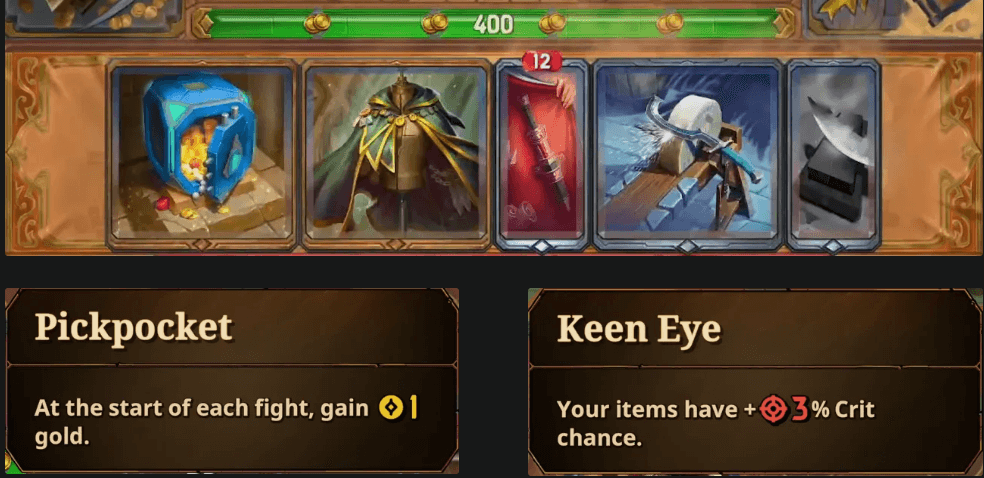 400
12
Pickpocket
Keen Eye
At the start of each fight, gain 1
gold.
Your items have + 3% Crit
chance.